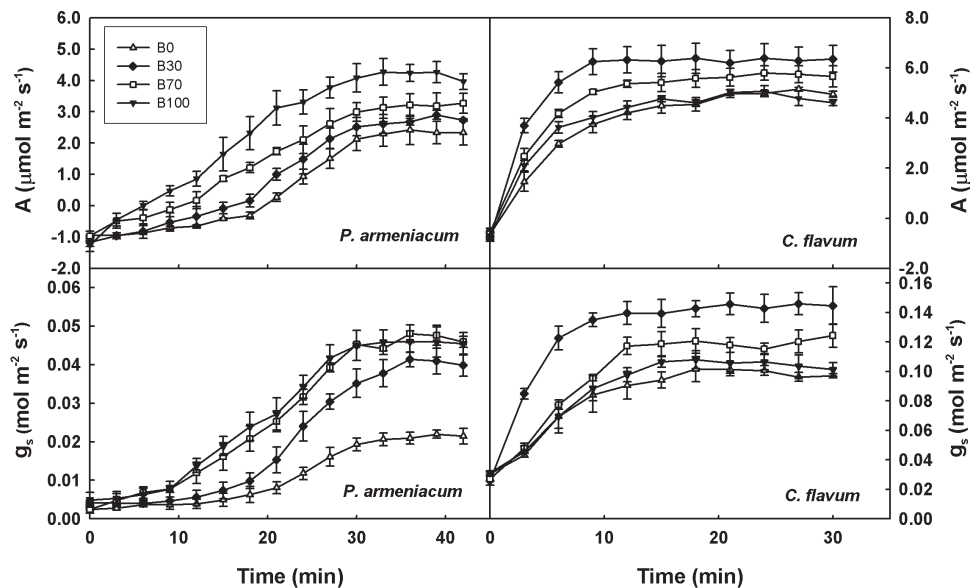 A (μmol m⁻² s⁻¹)
6.0
5.0
4.0
3.0
2.0
1.0
0.0
-1.0
-2.0
B0
B30
B70
B100
P. armeniacum
8.0
6.0
4.0
2.0
0.0
-2.0
A (μmol m⁻² s⁻¹)
C. flavum
gₛ (mol m⁻² s⁻¹)
0.06
0.05
0.04
0.03
0.02
0.01
0.00
P. armeniacum
0 10 20 30 40
Time (min)
0.16
0.14
0.12
0.10
0.08
0.06
0.04
0.02
0.00
gₛ (mol m⁻² s⁻¹)
C. flavum
0 10 20 30
Time (min)